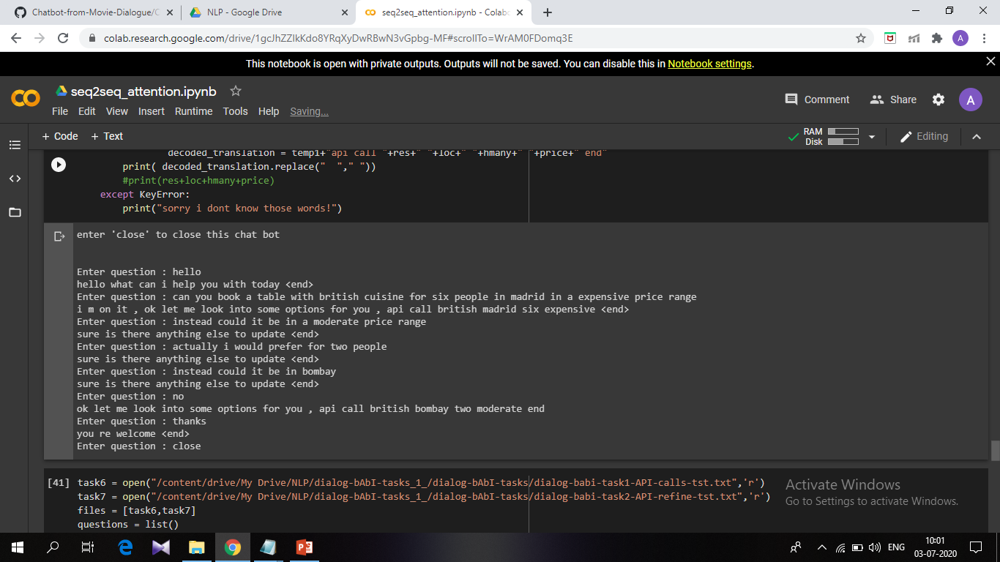 Chatbot-from-Movie-Dialogue/C
NLP - Google Drive
seq2seq_attention.ipynb - Colabo
colab.research.google.com/drive/1gcJhZZIkKdo8YRqXyDwRBwN3vGpbg-MF#scrollTo=WrAM0FDomq3E
A
This notebook is open with private outputs. Outputs will not be saved. You can disable this in Notebook settings.
seq2seq_attention.ipynb
File Edit View Insert Runtime Tools Help Saving...
Comment Share A
+ Code + Text
RAM
Disk
Editing
decoded_translation = temp1+"api call "+res+" "+loc+" "+hmany+" "+price+" end"
print( decoded_translation.replace("  "," "))
#print(res+loc+hmany+price)
except KeyError:
print("sorry i dont know those words!")
enter 'close' to close this chat bot
Enter question : hello
hello what can i help you with today <end>
Enter question : can you book a table with british cuisine for six people in madrid in a expensive price range
i m on it , ok let me look into some options for you , api call british madrid six expensive <end>
Enter question : instead could it be in a moderate price range
sure is there anything else to update <end>
Enter question : actually i would prefer for two people
sure is there anything else to update <end>
Enter question : instead could it be in bombay
sure is there anything else to update <end>
Enter question : no
ok let me look into some options for you , api call british bombay two moderate end
Enter question : thanks
you re welcome <end>
Enter question : close
[41] task6 = open("/content/drive/My Drive/NLP/dialog-bAbI-tasks_1_/dialog-bAbI-tasks/dialog-babi-task1-API-calls-tst.txt",'r')
task7 = open("/content/drive/My Drive/NLP/dialog-bAbI-tasks_1_/dialog-bAbI-tasks/dialog-babi-task2-API-refine-tst.txt",'r')
files = [task6,task7]
questions = list()
Activate Windows
Go to Settings to activate Windows.
ENG
10:01
03-07-2020